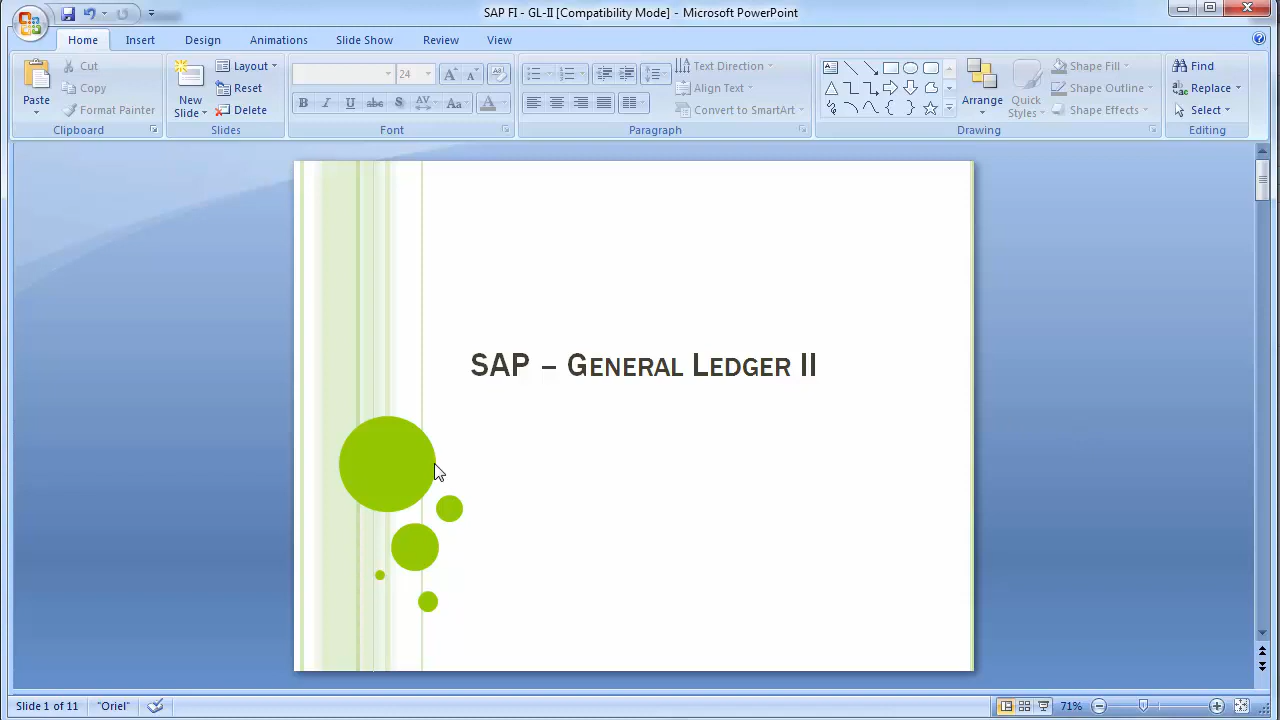 SAP FI - GL-II [Compatibility Mode] - Microsoft PowerPoint
Home Insert Design Animations Slide Show Review View
Paste Cut Copy Format Painter Clipboard
New Slide Layout Reset Delete Slides
24 B I U abc S AV Aa A Font
Text Direction Align Text Convert to SmartArt Paragraph
Arrange Quick Styles Shape Fill Shape Outline Shape Effects Drawing
Find Replace Select Editing
SAP – GENERAL LEDGER II
Slide 1 of 11 "Oriel" 71%